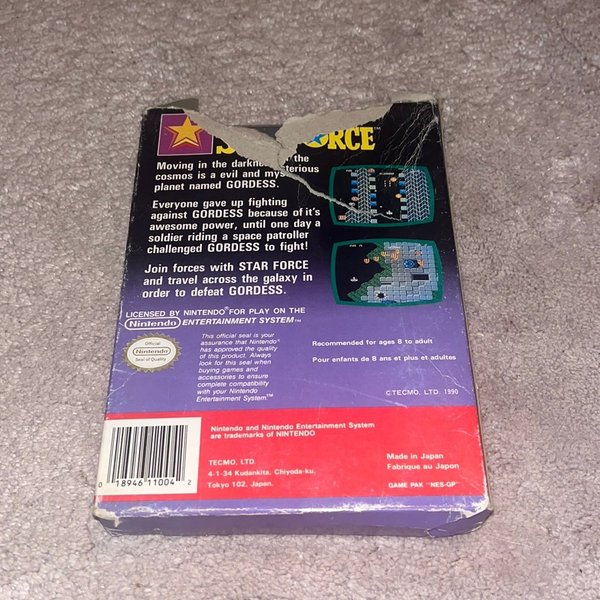 S ORCE™
Moving in the darkne of the
cosmos is a evil and mys terious
planet named GORDESS.
Everyone gave up fighting
against GORDESS because of it's
awesome power, until one day a
soldier riding a space patroller
challenged GORDESS to fight!
Join forces with STAR FORCE
and travel across the galaxy in
order to defeat GORDESS.
LICENSED BY NINTENDO® FOR PLAY ON THE
Nintendo ENTERTAINMENT SYSTEM™
Official
Nintendo
Seal of Quality
This official seal is your
assurance that Nintendo®
has approved the quality
of this product. Always
look for this seal when
buying games and
accessories to ensure
complete compatibility
with your Nintendo
Entertainment System™
Recommended for ages 8 to adult
Pour enfants de 8 ans et plus et adultes
©TECMO, LTD. 1990
Nintendo and Nintendo Entertainment System
are trademarks of NINTENDO
TECMO, LTD.
4-1-34 Kudankita, Chiyoda-ku,
Tokyo 102, Japan.
Made in Japan
Fabrique au Japon
GAME PAK "NES-GP"
0 18946 11004 2